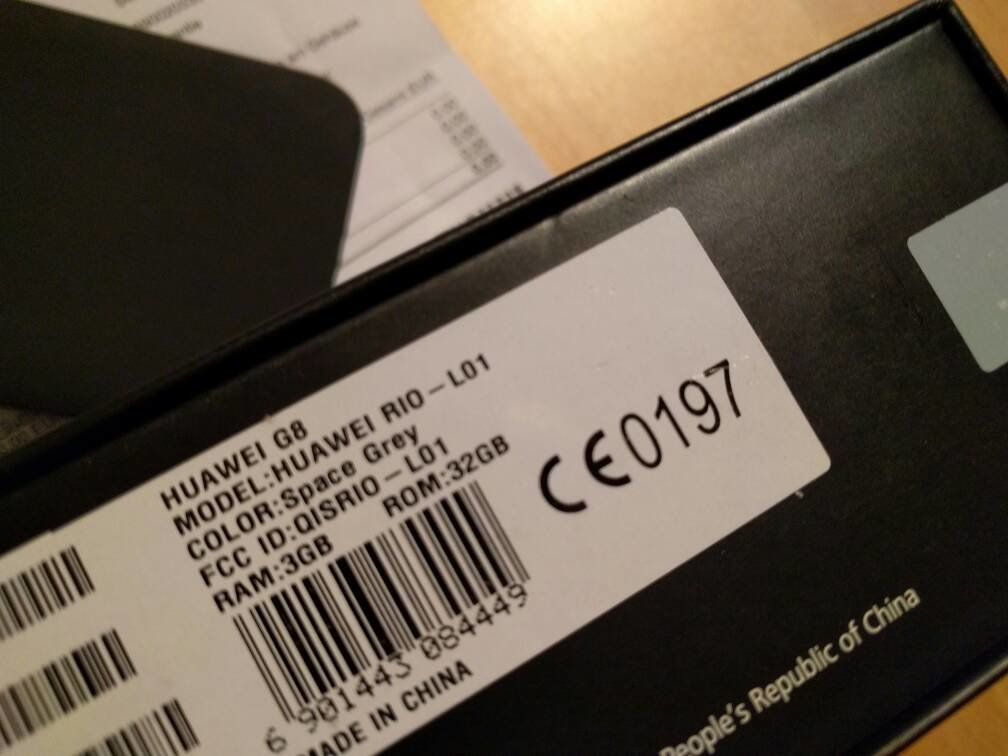 HUAWEI G8
MODEL:HUAWEI RIO-L01
COLOR:Space Grey
FCC ID:QISRIO-L01
RAM:3GB ROM:32GB
6 901443 084449
MADE IN CHINA
CE0197
People's Republic of China